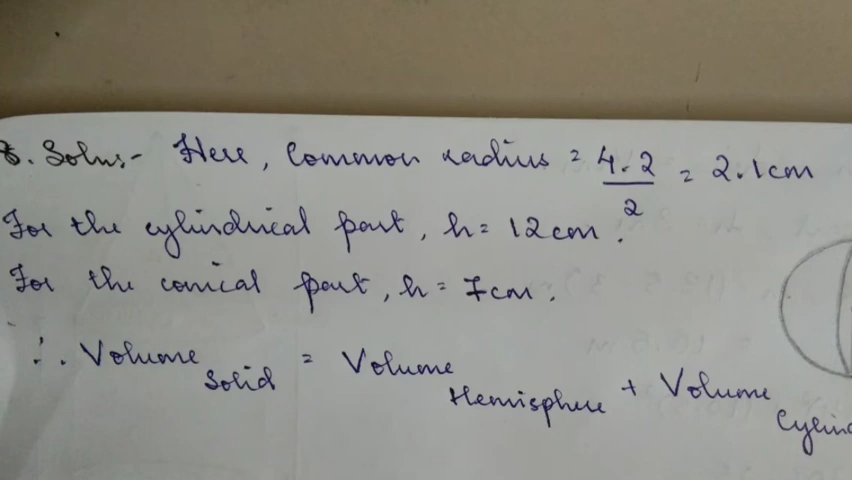 8. Solns:- Here, Common radius = 4.2/2 = 2.1cm
For the cylindrical part, h= 12cm.
For the conical part, h= 7cm.
∴ Volume Solid = Volume Hemisphere + Volume